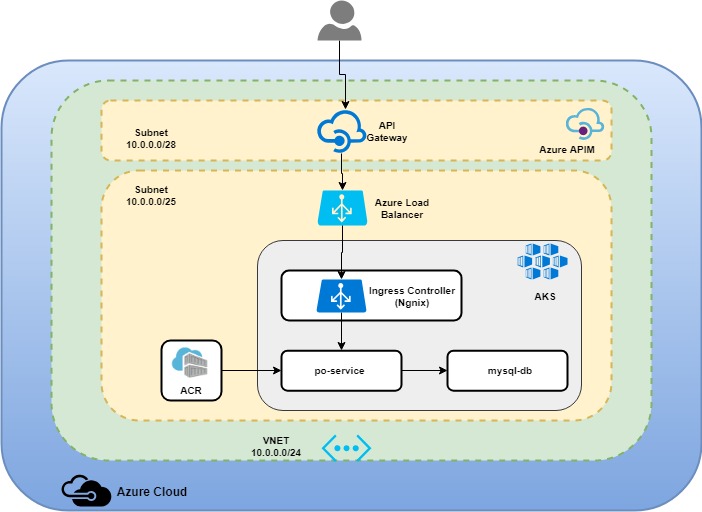 API
Gateway
Subnet
10.0.0.0/28
Azure APIM
Subnet
10.0.0.0/25
Azure Load
Balancer
Ingress Controller
(Ngnix)
AKS
po-service
mysql-db
ACR
VNET
10.0.0.0/24
Azure Cloud